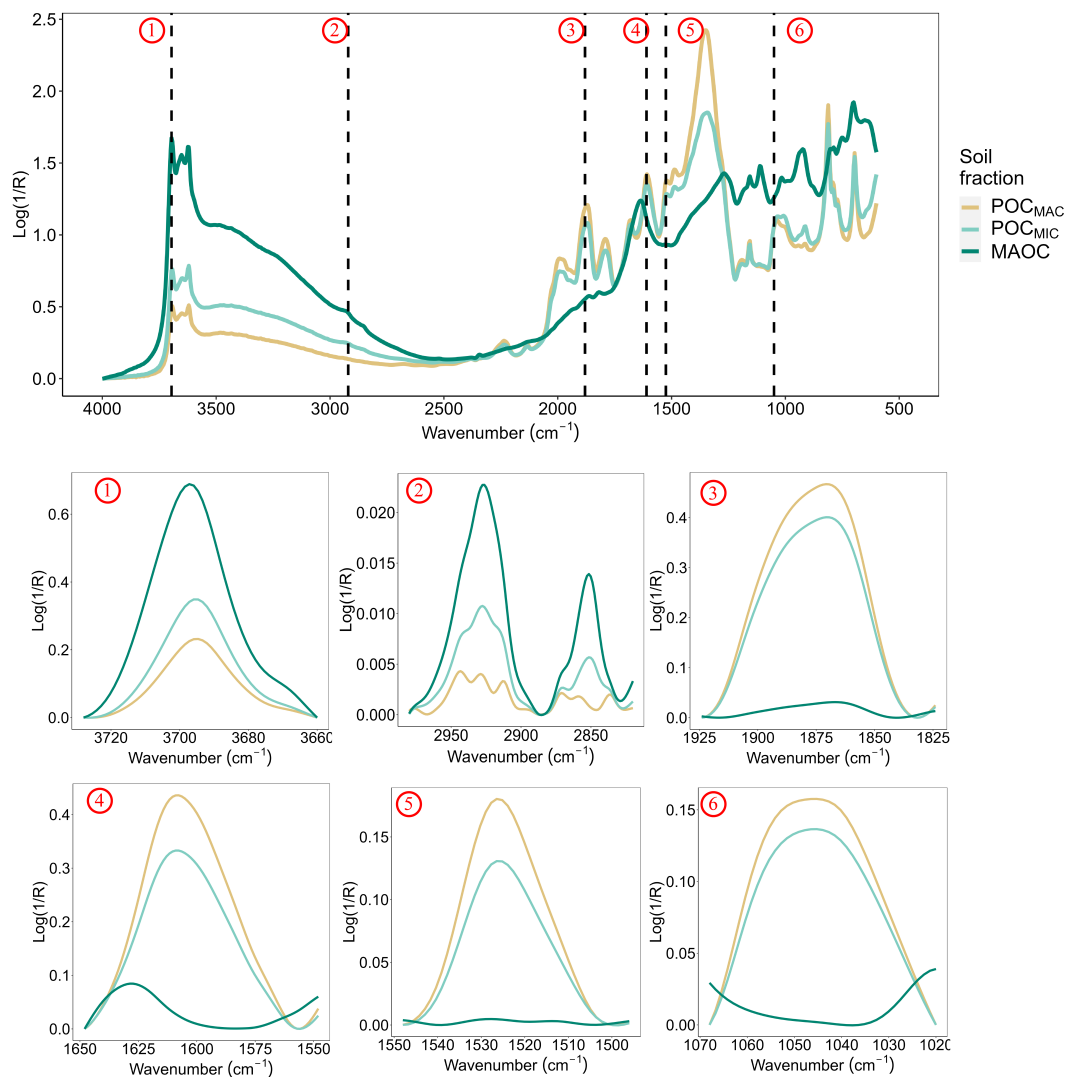 2.5
2.0
1.5
1.0
0.5
0.0
Log(1/R)
1
2
3
4
5
6
4000 3500 3000 2500 2000 1500 1000 500
Wavenumber (cm⁻¹)
Soil
fraction
POC_MAC
POC_MIC
MAOC
1
0.6
0.4
0.2
0.0
Log(1/R)
3720 3700 3680 3660
Wavenumber (cm⁻¹)
2
0.020
0.015
0.010
0.005
0.000
Log(1/R)
2950 2900 2850
Wavenumber (cm⁻¹)
3
0.4
0.3
0.2
0.1
0.0
Log(1/R)
1925 1900 1875 1850 1825
Wavenumber (cm⁻¹)
4
0.4
0.3
0.2
0.1
0.0
Log(1/R)
1650 1625 1600 1575 1550
Wavenumber (cm⁻¹)
5
0.15
0.10
0.05
0.00
Log(1/R)
1550 1540 1530 1520 1510 1500
Wavenumber (cm⁻¹)
6
0.15
0.10
0.05
0.00
Log(1/R)
1070 1060 1050 1040 1030 1020
Wavenumber (cm⁻¹)